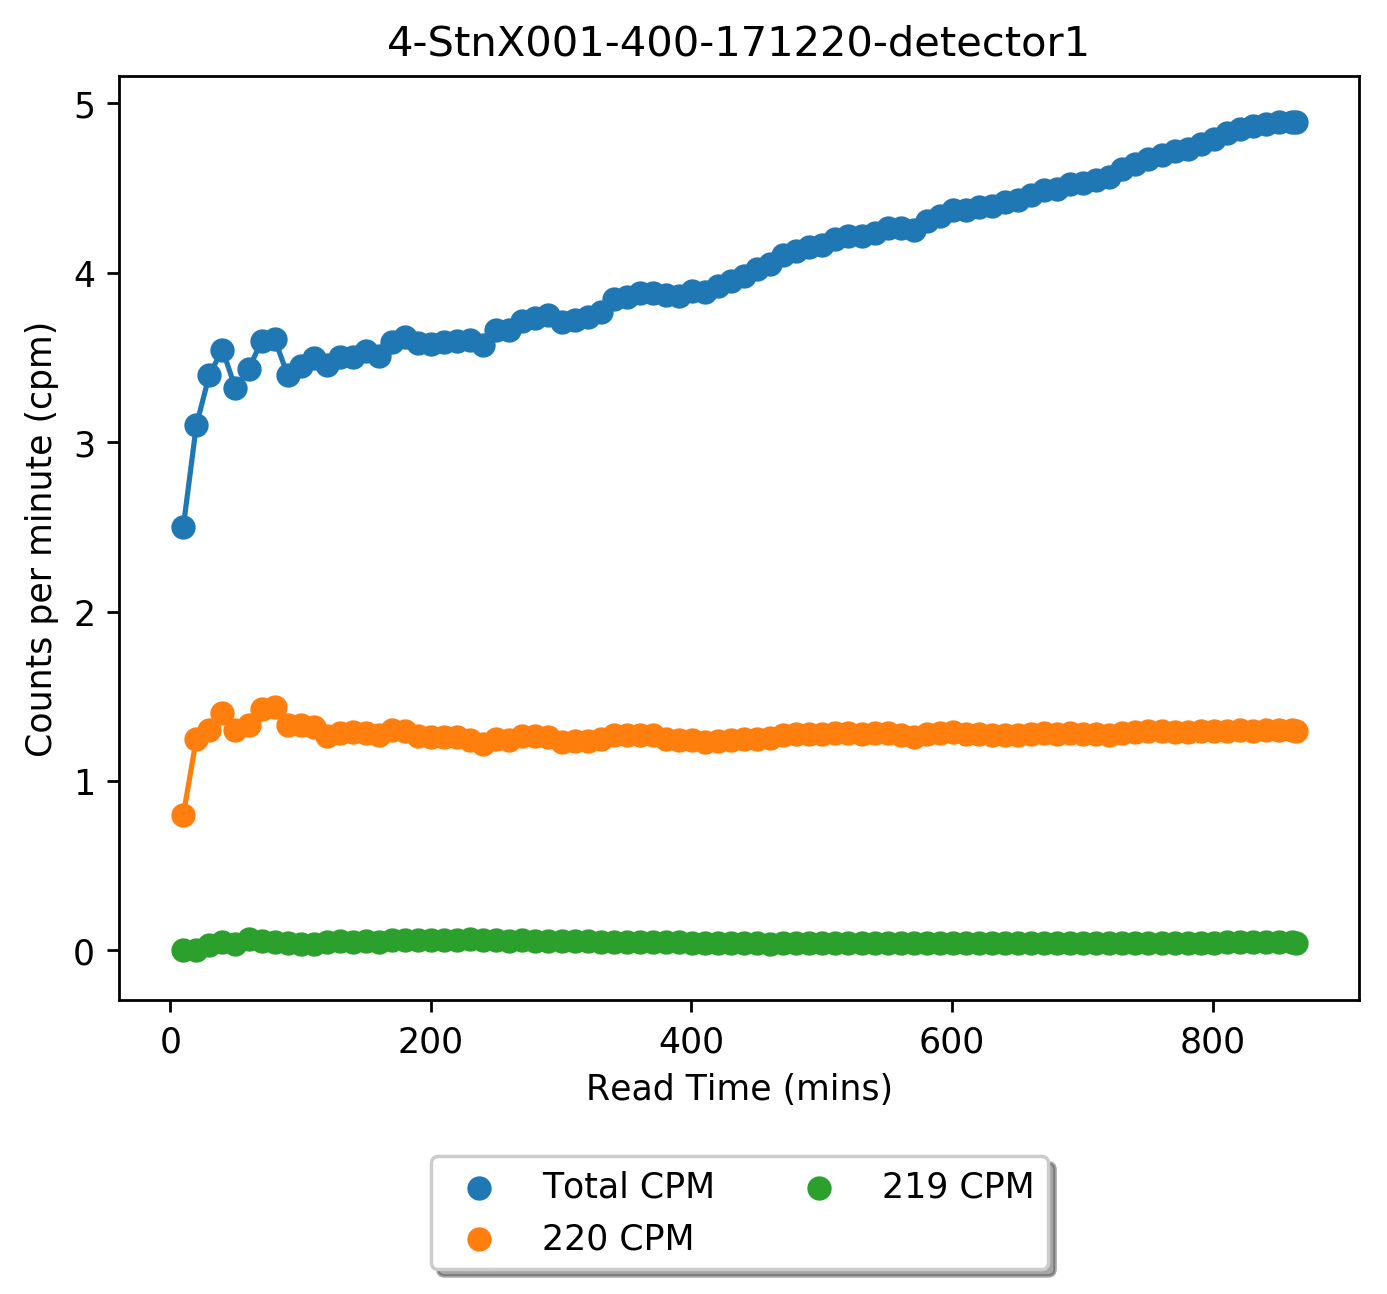 4-StnX001-400-171220-detector1
Counts per minute (cpm)
5
4
3
2
1
0
0 200 400 600 800
Read Time (mins)
Total CPM 219 CPM
220 CPM